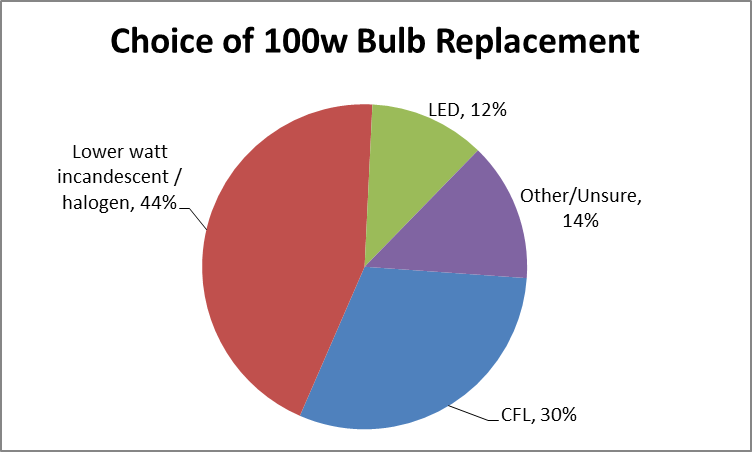 Choice of 100w Bulb Replacement
LED, 12%
Lower watt
incandescent /
halogen, 44%
Other/Unsure,
14%
CFL, 30%